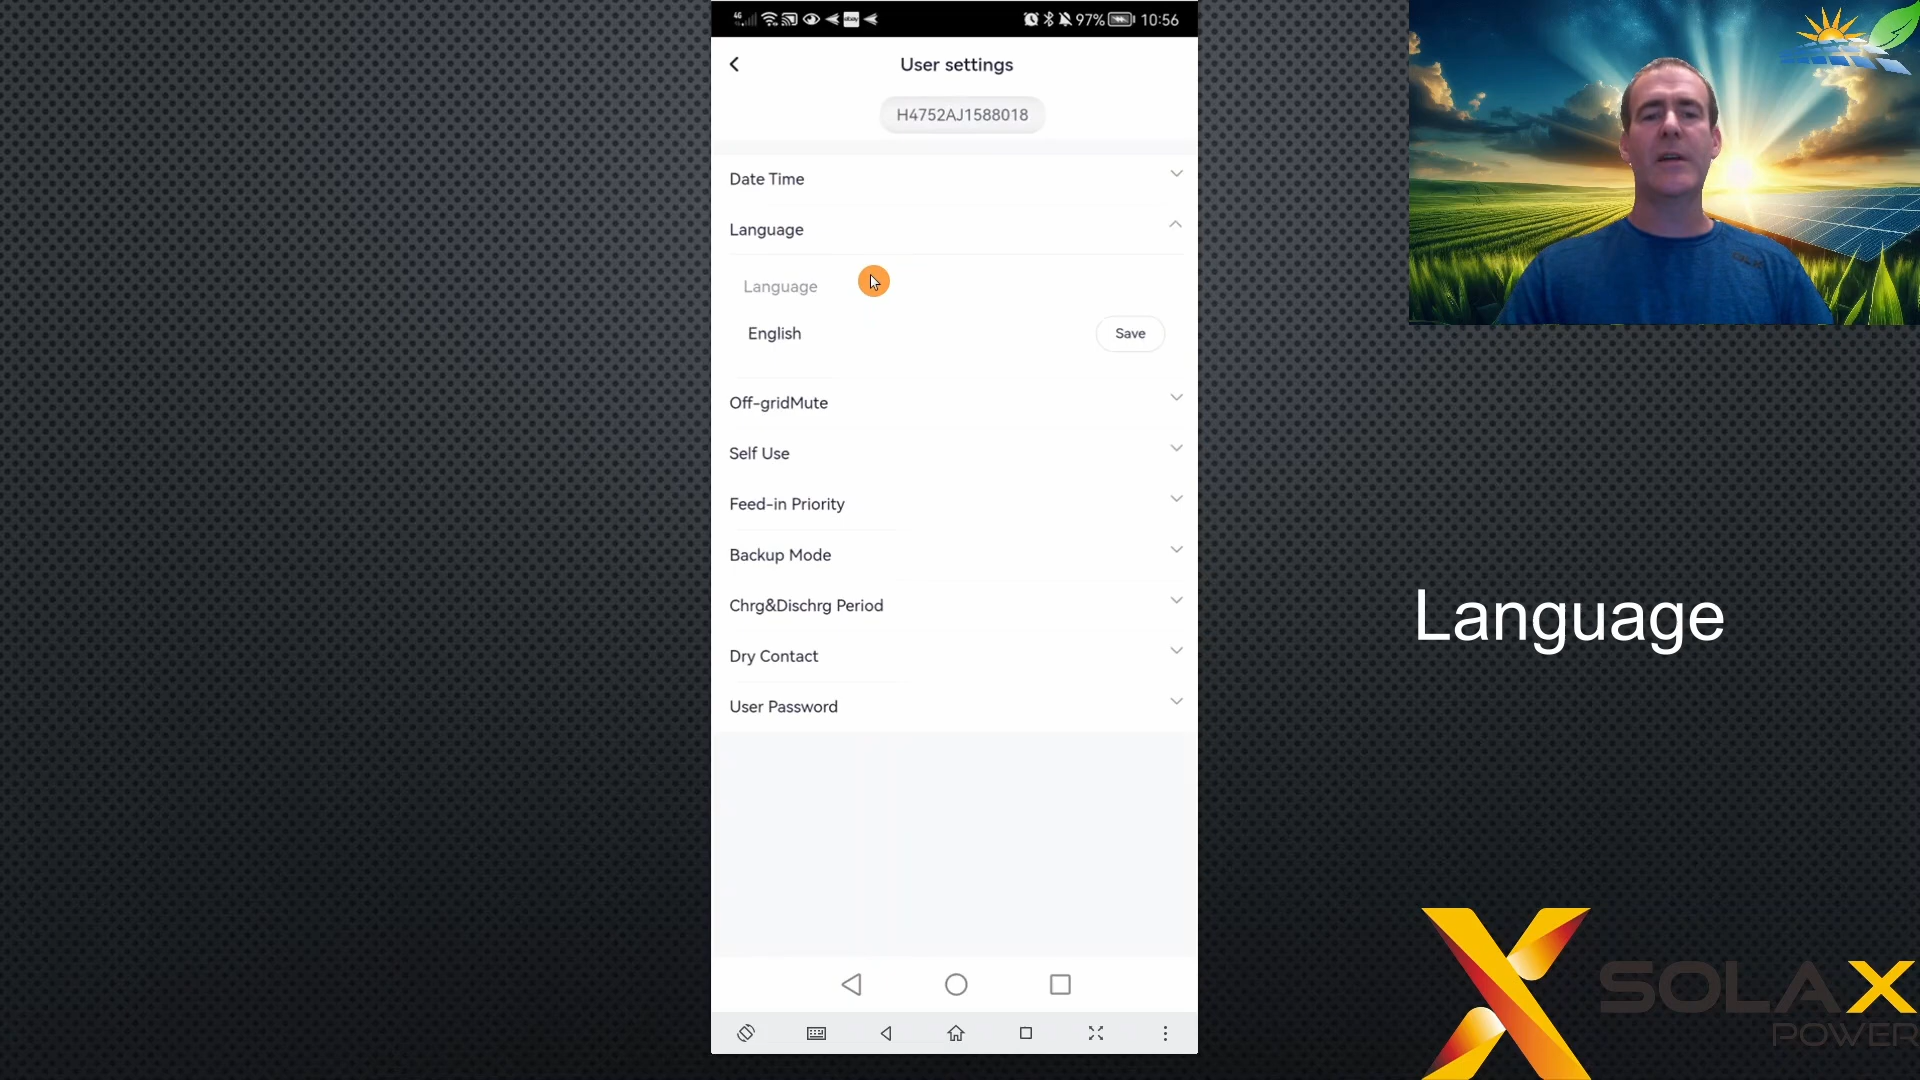 4G 97% 10:56
User settings
H4752AJ1588018
Date Time
Language
Language
English
Save
Off-gridMute
Self Use
Feed-in Priority
Backup Mode
Chrg&Dischrg Period
Dry Contact
User Password
Language
SOLAX
POWER